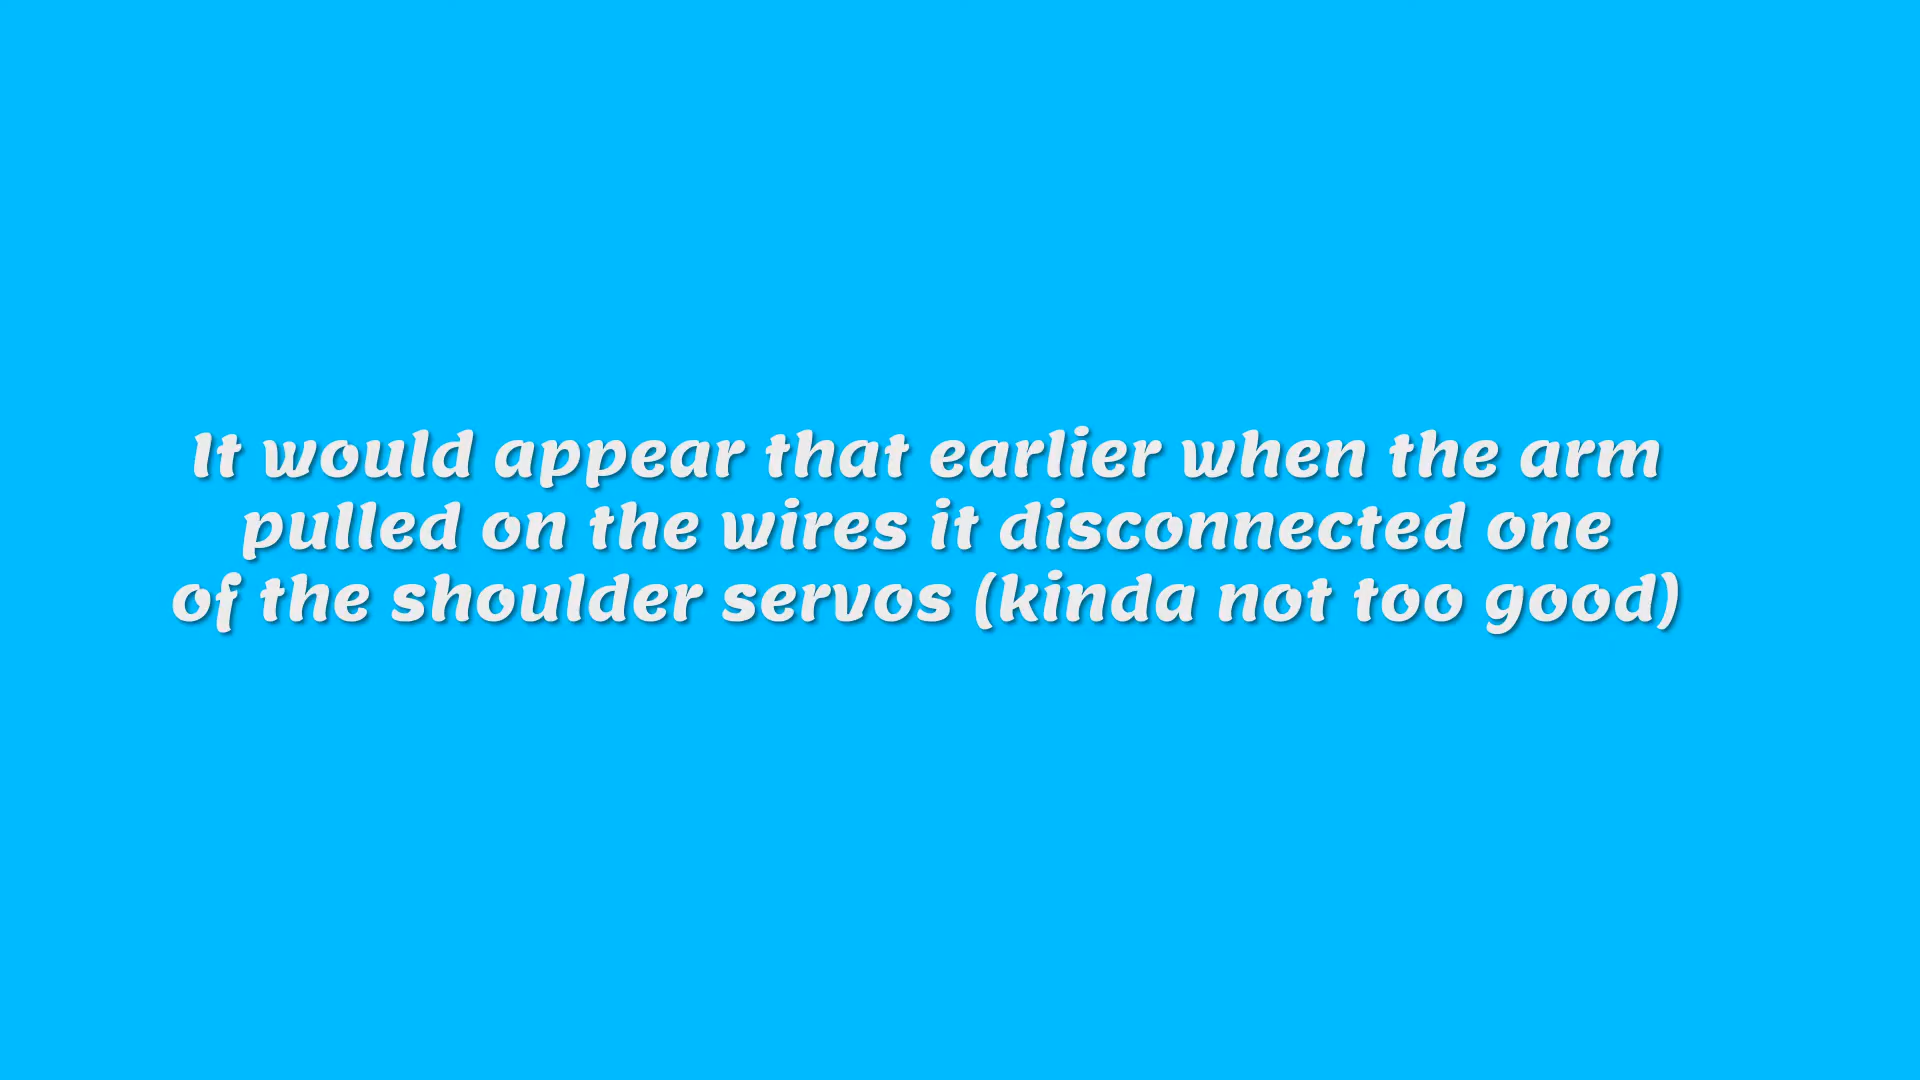 It would appear that earlier when the arm
pulled on the wires it disconnected one
of the shoulder servos (kinda not too good)